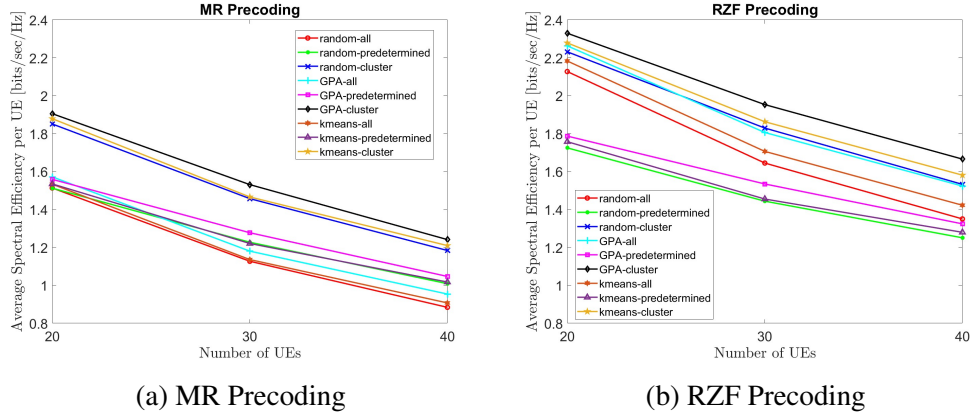 MR Precoding
2.4
2.2
2
1.8
1.6
1.4
1.2
1
0.8
20
30
40
Average Spectral Efficiency per UE [bits/sec/Hz]
Number of UEs
random-all
random-predetermined
random-cluster
GPA-all
GPA-predetermined
GPA-cluster
kmeans-all
kmeans-predetermined
kmeans-cluster
(a) MR Precoding
RZF Precoding
2.4
2.2
2
1.8
1.6
1.4
1.2
1
0.8
20
30
40
Average Spectral Efficiency per UE [bits/sec/Hz]
Number of UEs
random-all
random-predetermined
random-cluster
GPA-all
GPA-predetermined
GPA-cluster
kmeans-all
kmeans-predetermined
kmeans-cluster
(b) RZF Precoding